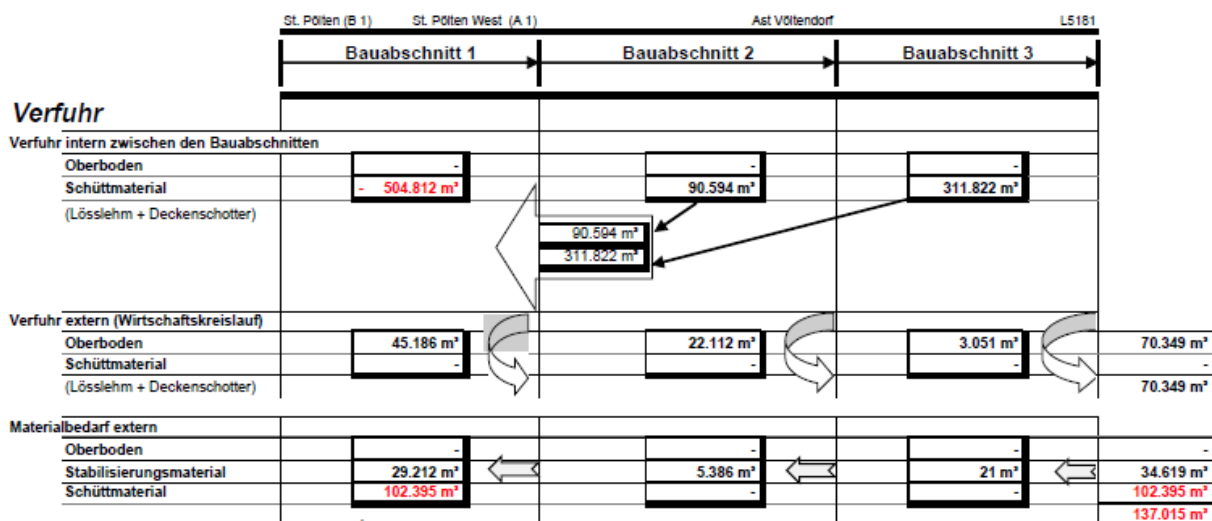 St. Pölten (B 1) St. Pölten West (A 1) Ast Völtendorf L5181
Bauabschnitt 1 Bauabschnitt 2 Bauabschnitt 3
Verfuhr
Verfuhr intern zwischen den Bauabschnitten
Oberboden - - -
Schüttmaterial - 504.812 m³ 90.594 m³ 311.822 m³
(Lösslehm + Deckenschotter)
90.594 m³
311.822 m³
Verfuhr extern (Wirtschaftskreislauf)
Oberboden 45.186 m³ 22.112 m³ 3.051 m³ 70.349 m³
Schüttmaterial - - - -
(Lösslehm + Deckenschotter) 70.349 m³
Materialbedarf extern
Oberboden - - - -
Stabilisierungsmaterial 29.212 m³ 5.386 m³ 21 m³ 34.619 m³
Schüttmaterial 102.395 m³ - - 102.395 m³
137.015 m³